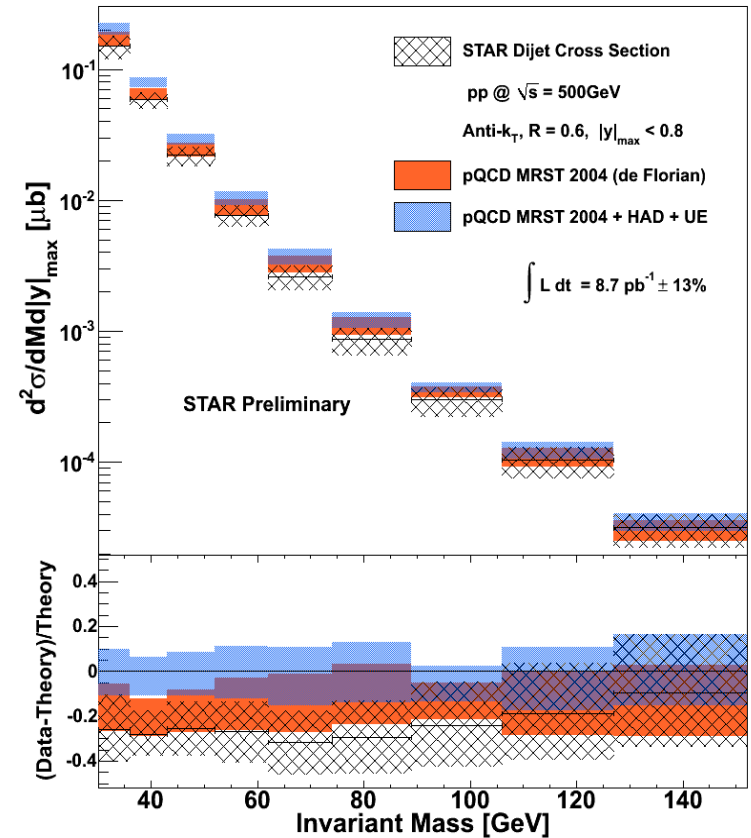 STAR Dijet Cross Section
pp @ √s = 500GeV
Anti-k_T, R = 0.6, |y|_max < 0.8
pQCD MRST 2004 (de Florian)
pQCD MRST 2004 + HAD + UE
∫ L dt = 8.7 pb⁻¹ ± 13%
STAR Preliminary
d²σ/dMd|y|_max [μb]
10⁻¹
10⁻²
10⁻³
10⁻⁴
(Data-Theory)/Theory
0.4
0.2
0
-0.2
-0.4
40 60 80 100 120 140
Invariant Mass [GeV]